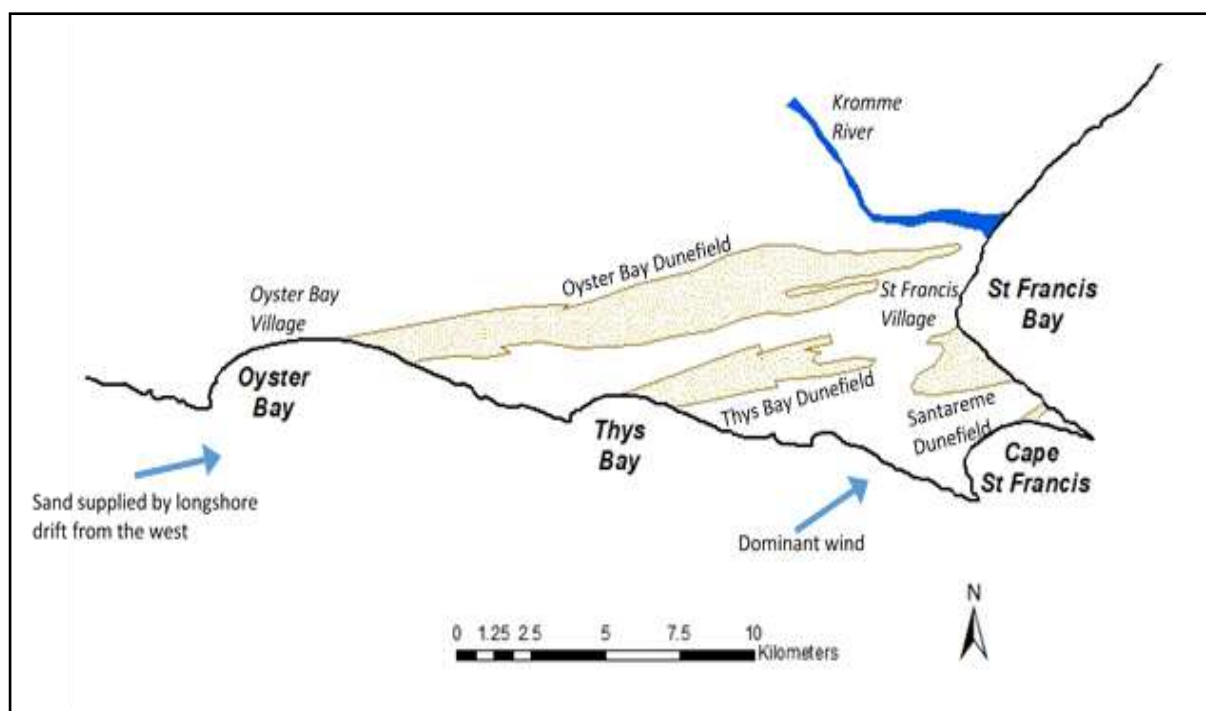 Kromme
River
Oyster Bay Dunefield
Oyster Bay
Village
St Francis
Village
St Francis
Bay
Oyster
Bay
Thys Bay Dunefield
Santareme
Dunefield
Thys
Bay
Cape
St Francis
Sand supplied by longshore
drift from the west
Dominant wind
N
0 1.25 2.5 5 7.5 10
Kilometers